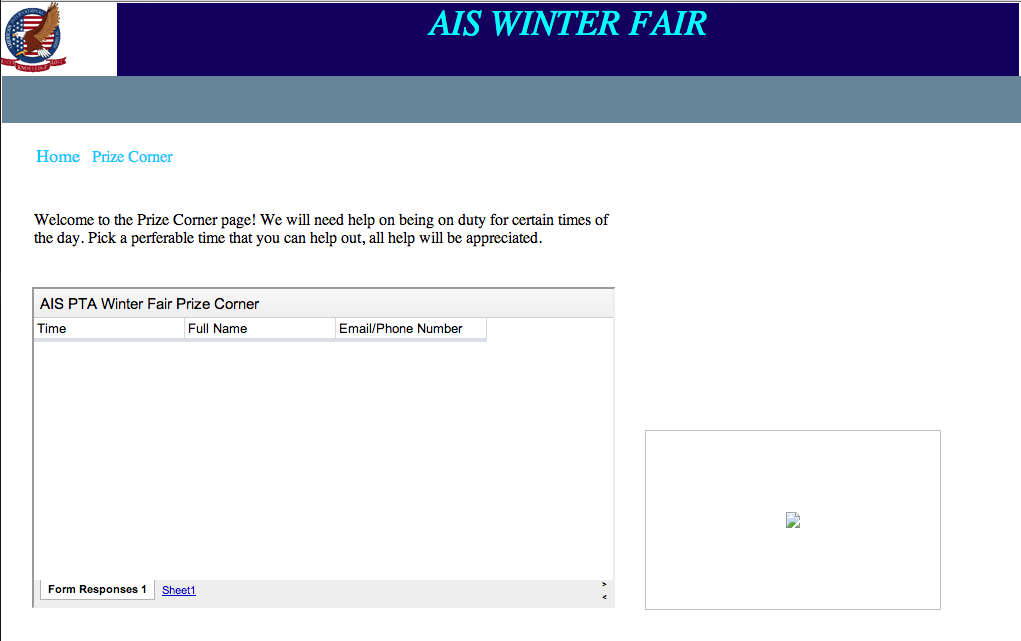 AIS WINTER FAIR
Home Prize Corner
Welcome to the Prize Corner page! We will need help on being on duty for certain times of
the day. Pick a perferable time that you can help out, all help will be appreciated.
AIS PTA Winter Fair Prize Corner
Time Full Name Email/Phone Number
Form Responses 1 Sheet1
>
<